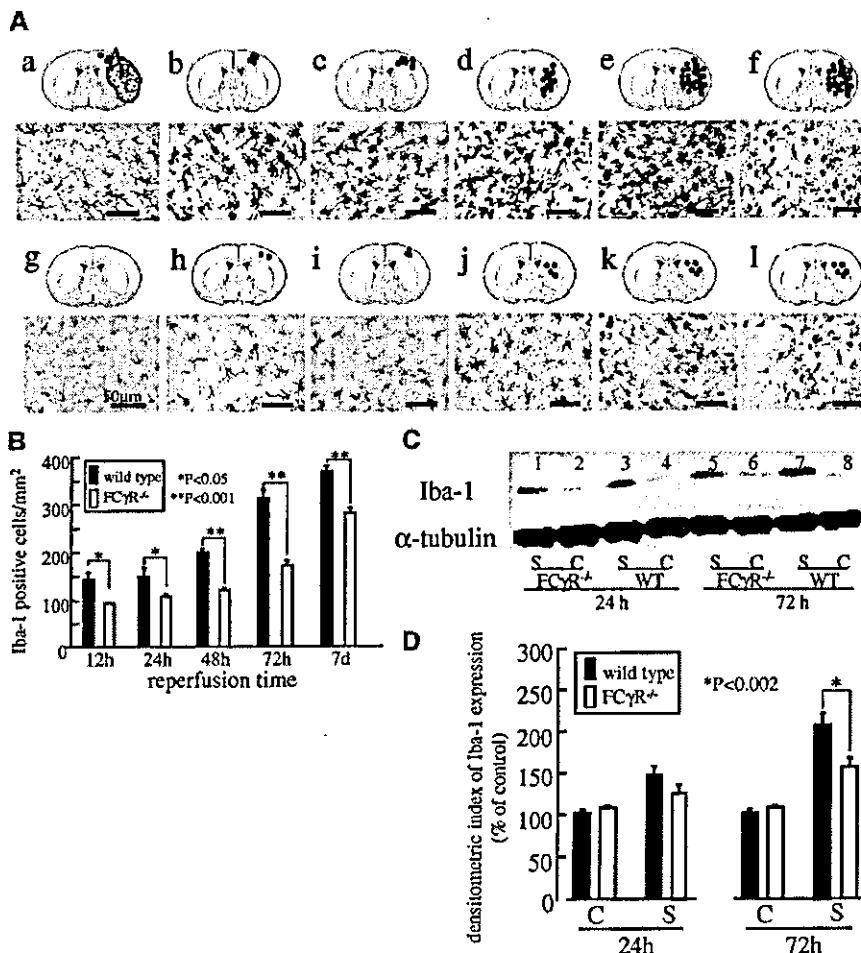 A
a b c d e f
g h i j k l
50μm
B
400
300
200
100
0
Iba-1 positive cells/mm²
wild type *P<0.05
FCγR-/- **P<0.001
* * ** ** **
12h 24h 48h 72h 7d
reperfusion time
C
1 2 3 4 5 6 7 8
Iba-1
α-tubulin
S C S C S C S C
FCγR-/- WT FCγR-/- WT
24 h 72 h
D
300
250
200
150
100
50
0
densitometric index of Iba-1 expression
(% of control)
wild type *P<0.002
FCγR-/-
*
C S C S
24h 72h